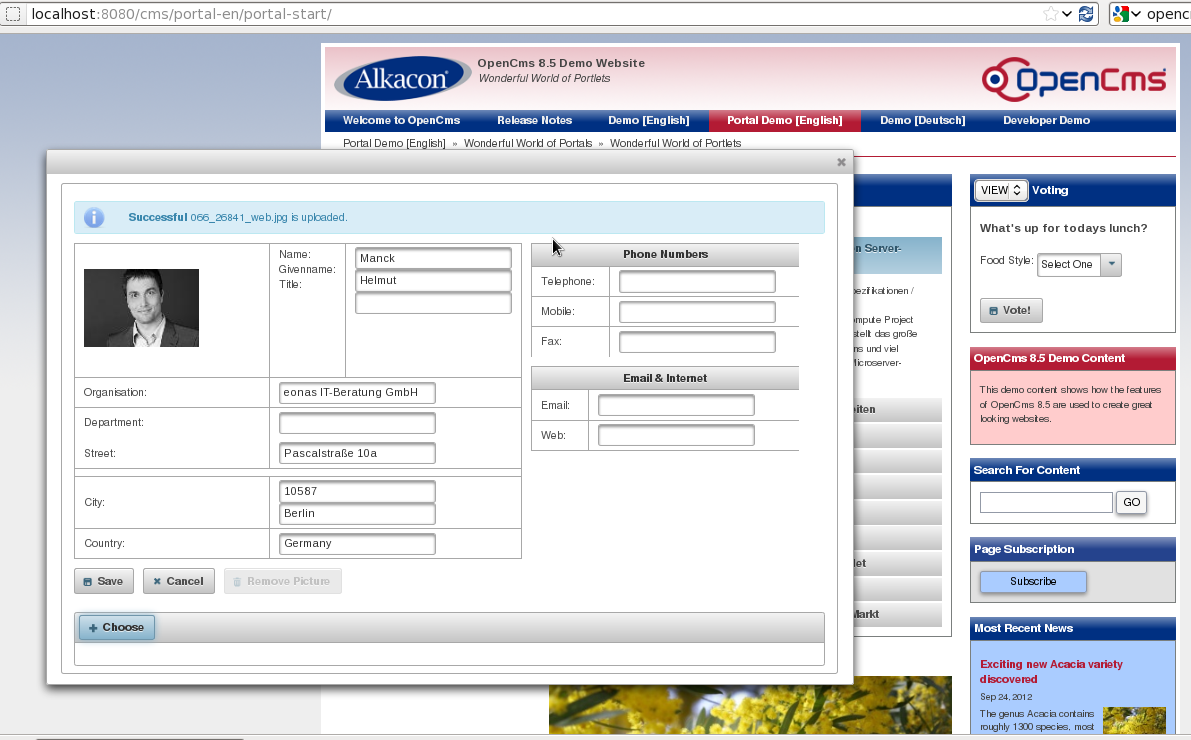 localhost:8080/cms/portal-en/portal-start/
openc
Alkacon
OpenCms 8.5 Demo Website
Wonderful World of Portlets
OpenCms
Welcome to OpenCms Release Notes Demo [English] Portal Demo [English] Demo [Deutsch] Developer Demo
Portal Demo [English] » Wonderful World of Portals » Wonderful World of Portlets
Successful 066_26841_web.jpg is uploaded.
Name: Manck
Givenname: Helmut
Title:
Organisation: eonas IT-Beratung GmbH
Department:
Street: Pascalstraße 10a
City: 10587
Berlin
Country: Germany
Save Cancel Remove Picture
Choose
Phone Numbers
Telephone:
Mobile:
Fax:
Email & Internet
Email:
Web:
n Server-
ezifikationen /
mpute Project
stellt das große
ms und viel
Microserver-
eiten
let
Markt
VIEW Voting
What's up for todays lunch?
Food Style: Select One
Vote!
OpenCms 8.5 Demo Content
This demo content shows how the features
of OpenCms 8.5 are used to create great
looking websites.
Search For Content
GO
Page Subscription
Subscribe
Most Recent News
Exciting new Acacia variety
discovered
Sep 24, 2012
The genus Acacia contains
roughly 1300 species, most